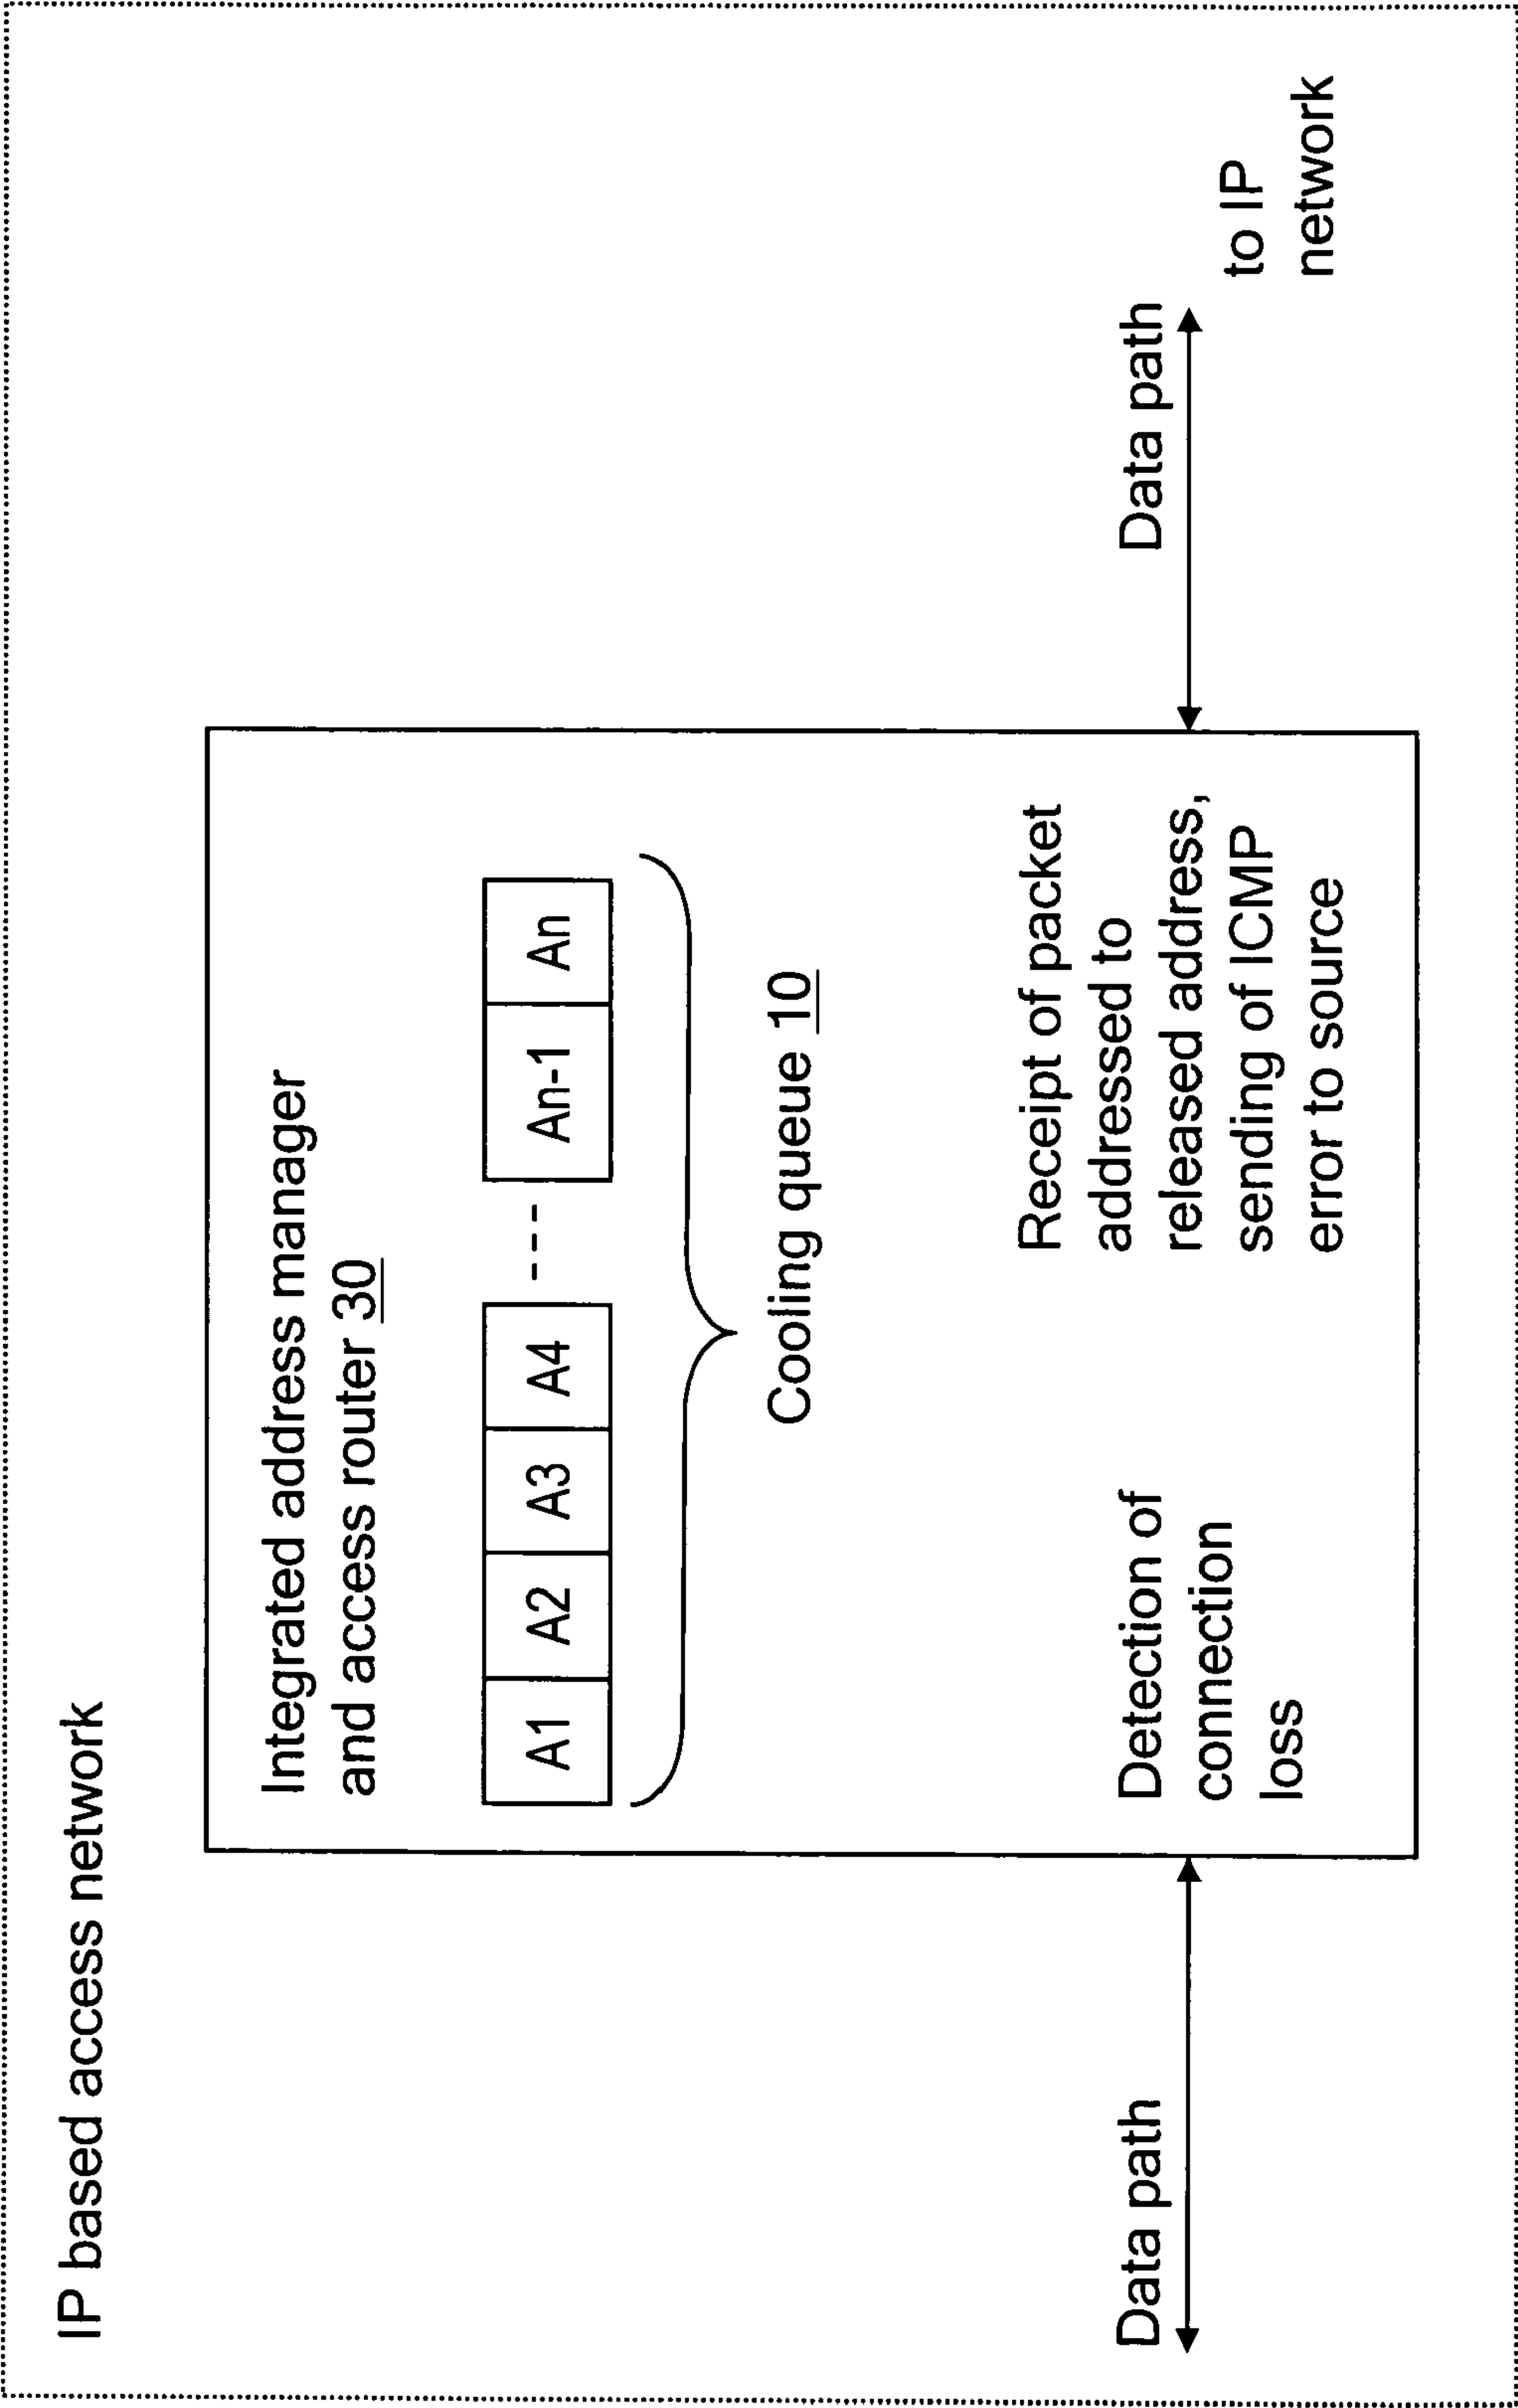 IP based access network
Integrated address manager
and access router 30
A1 A2 A3 A4 ---- An-1 An
Cooling queue 10
Data path
Detection of
connection
loss
Receipt of packet
addressed to
released address,
sending of ICMP
error to source
Data path
to IP
network